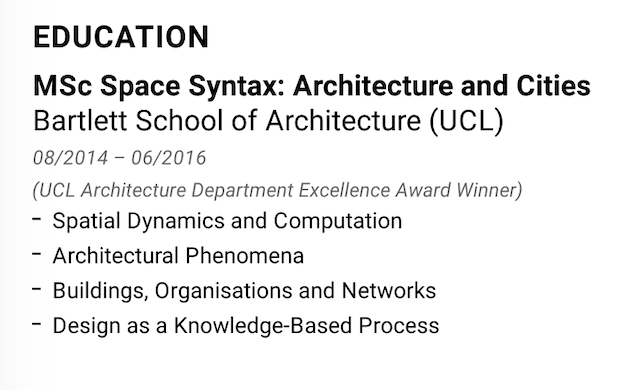 EDUCATION
MSc Space Syntax: Architecture and Cities
Bartlett School of Architecture (UCL)
08/2014 – 06/2016
(UCL Architecture Department Excellence Award Winner)
– Spatial Dynamics and Computation
– Architectural Phenomena
– Buildings, Organisations and Networks
– Design as a Knowledge-Based Process